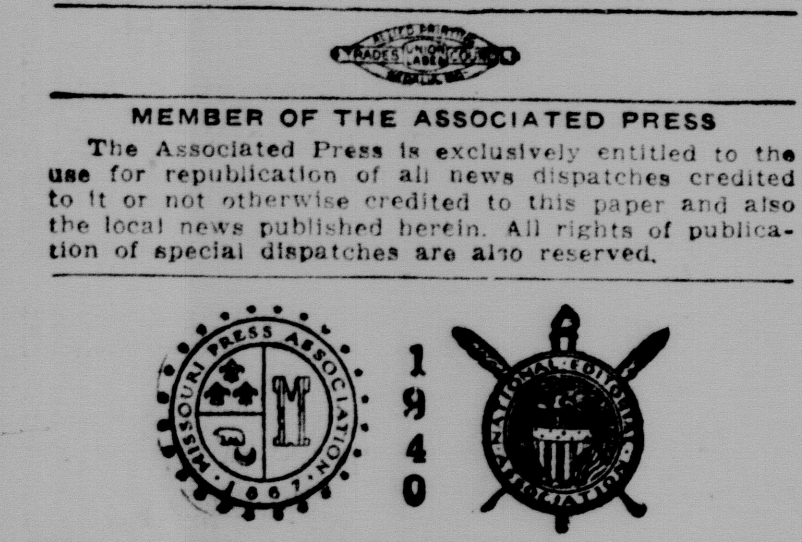 ALLIED PRINTING
TRADES UNION LABEL COUNCIL
SEDALIA, MO.
MEMBER OF THE ASSOCIATED PRESS
The Associated Press is exclusively entitled to the
use for republication of all news dispatches credited
to it or not otherwise credited to this paper and also
the local news published herein. All rights of publica-
tion of special dispatches are also reserved.
MISSOURI PRESS ASSOCIATION
M
1867
1
9
4
0
NATIONAL EDITORIAL
ASSOCIATION